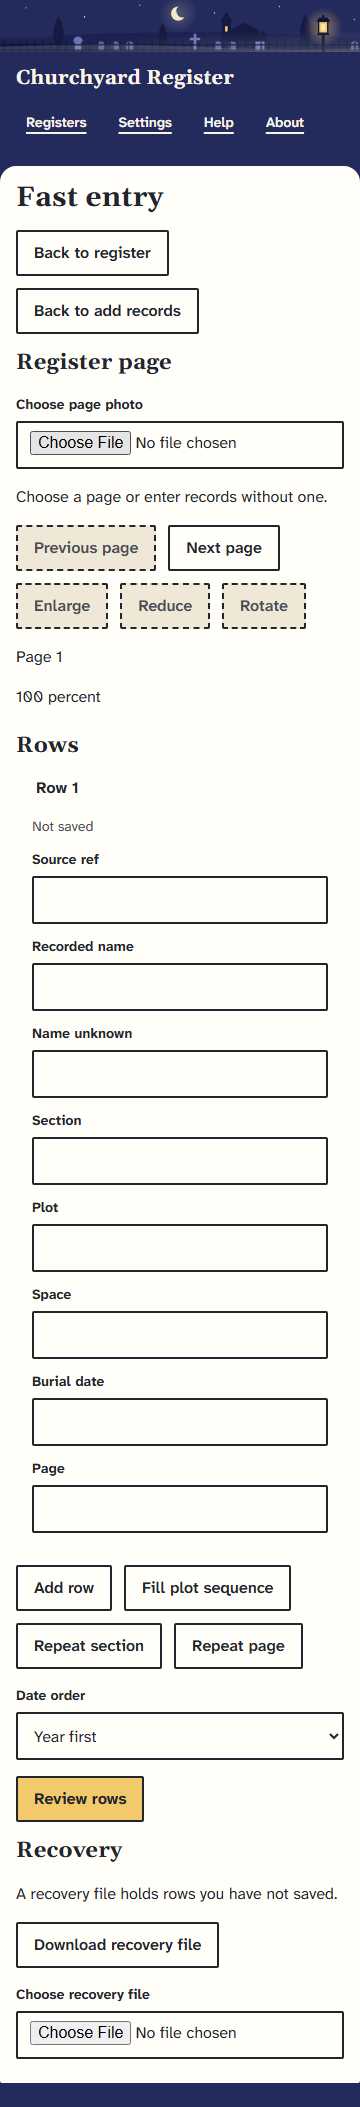 Churchyard Register
Registers Settings Help About
Fast entry
Back to register
Back to add records
Register page
Choose page photo
Choose File No file chosen
Choose a page or enter records without one.
Previous page Next page
Enlarge Reduce Rotate
Page 1
100 percent
Rows
Row 1
Not saved
Source ref
Recorded name
Name unknown
Section
Plot
Space
Burial date
Page
Add row Fill plot sequence
Repeat section Repeat page
Date order
Year first
Review rows
Recovery
A recovery file holds rows you have not saved.
Download recovery file
Choose recovery file
Choose File No file chosen